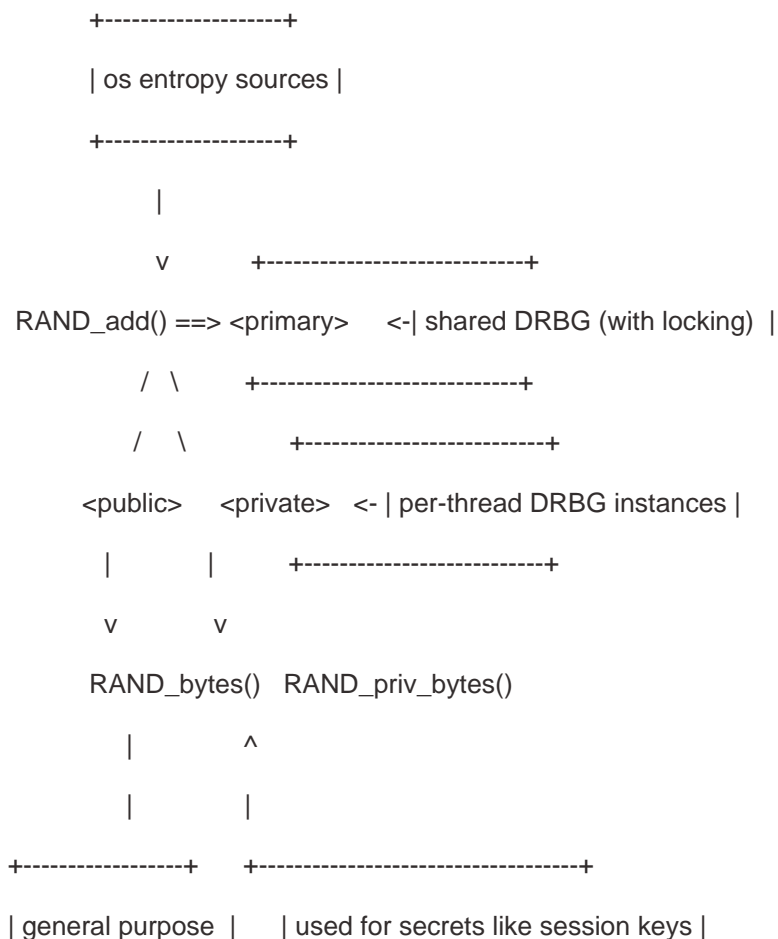 +--------------------+
| os entropy sources |
+--------------------+
|
v +----------------------------+
RAND_add() ==> <primary> <-| shared DRBG (with locking) |
/ \ +---------------------------+
/ \ +--------------------------+
<public> <private> <- | per-thread DRBG instances |
| | +--------------------------+
v v
RAND_bytes() RAND_priv_bytes()
| ^
| |
+-----------------+ +----------------------------------+
| general purpose | | used for secrets like session keys |